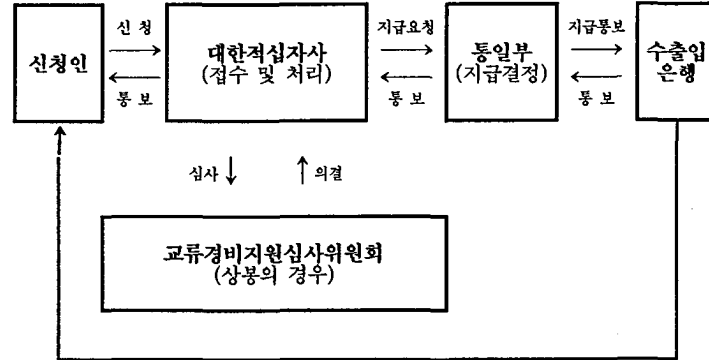 신청인
신 청
통 보
대한적십자사
(접수 및 처리)
지급요청
통 보
통일부
(지급결정)
지급통보
통 보
수출입
은행
심사
의결
교류경비지원심사위원회
(상봉의 경우)